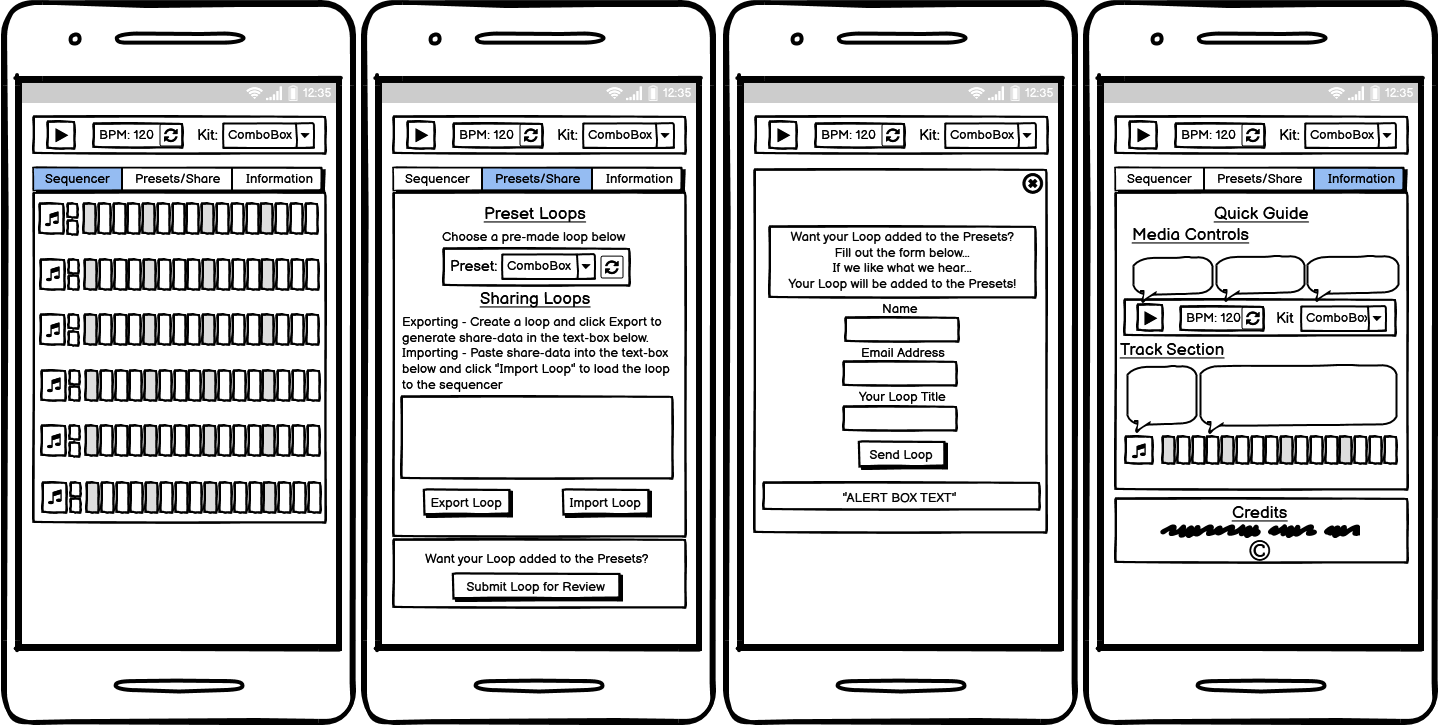 12:35
BPM: 120 Kit: ComboBox
Sequencer Presets/Share Information
12:35
BPM: 120 Kit: ComboBox
Sequencer Presets/Share Information
Preset Loops
Choose a pre-made loop below
Preset: ComboBox
Sharing Loops
Exporting - Create a loop and click Export to
generate share-data in the text-box below.
Importing - Paste share-data into the text-box
below and click "Import Loop" to load the loop
to the sequencer
Export Loop Import Loop
Want your Loop added to the Presets?
Submit Loop for Review
12:35
BPM: 120 Kit: ComboBox
Want your Loop added to the Presets?
Fill out the form below...
If we like what we hear...
Your Loop will be added to the Presets!
Name
Email Address
Your Loop Title
Send Loop
"ALERT BOX TEXT"
12:35
BPM: 120 Kit: ComboBox
Sequencer Presets/Share Information
Quick Guide
Media Controls
BPM: 120 Kit ComboBox
Track Section
Credits
©